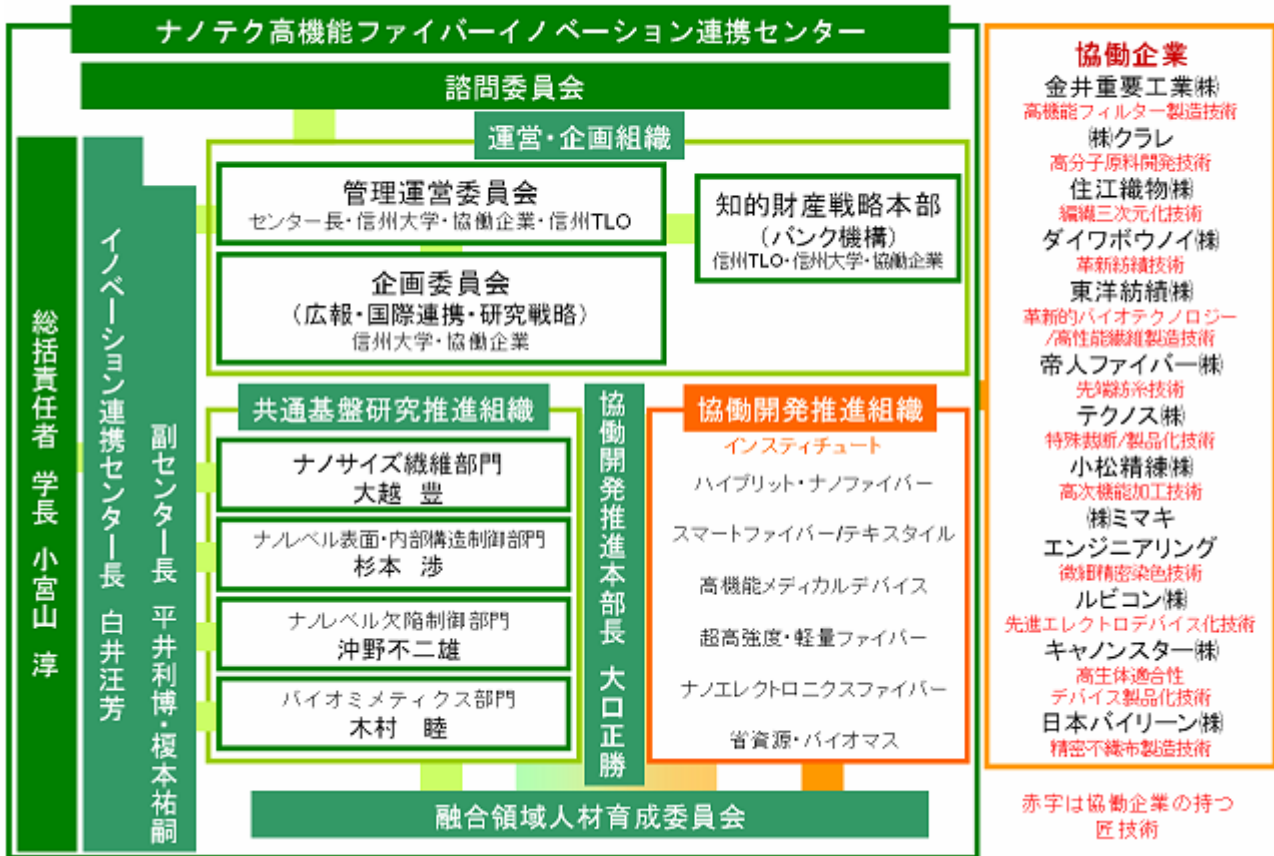 ナノテク高機能ファイバーイノベーション連携センター
諮問委員会
総括責任者 学長 小宮山 淳
イノベーション連携センター長 白井汪芳
副センター長 平井利博・榎本祐嗣
運営・企画組織
管理運営委員会
センター長・信州大学・協働企業・信州TLO
企画委員会
(広報・国際連携・研究戦略)
信州大学・協働企業
知的財産戦略本部
(バンク機構)
信州TLO・信州大学・協働企業
共通基盤研究推進組織
ナノサイズ繊維部門
大越 豊
ナノレベル表面・内部構造制御部門
杉本 渉
ナノレベル欠陥制御部門
沖野不二雄
バイオミメティクス部門
木村 睦
協働開発推進本部長 大口正勝
協働開発推進組織
インスティチュート
ハイブリット・ナノファイバー
スマートファイバー/テキスタイル
高機能メディカルデバイス
超高強度・軽量ファイバー
ナノエレクトロニクスファイバー
省資源・バイオマス
融合領域人材育成委員会
協働企業
金井重要工業㈱
高機能フィルター製造技術
㈱クラレ
高分子原料開発技術
住江織物㈱
編織三次元化技術
ダイワボウノイ㈱
革新紡績技術
東洋紡績㈱
革新的バイオテクノロジー
/高性能繊維製造技術
帝人ファイバー㈱
先端紡糸技術
テクノス㈱
特殊裁断/製品化技術
小松精練㈱
高次機能加工技術
㈱ミマキ
エンジニアリング
微細精密染色技術
ルビコン㈱
先進エレクトロデバイス化技術
キャノンスター㈱
高生体適合性
デバイス製品化技術
日本バイリーン㈱
精密不織布製造技術
赤字は協働企業の持つ
匠技術